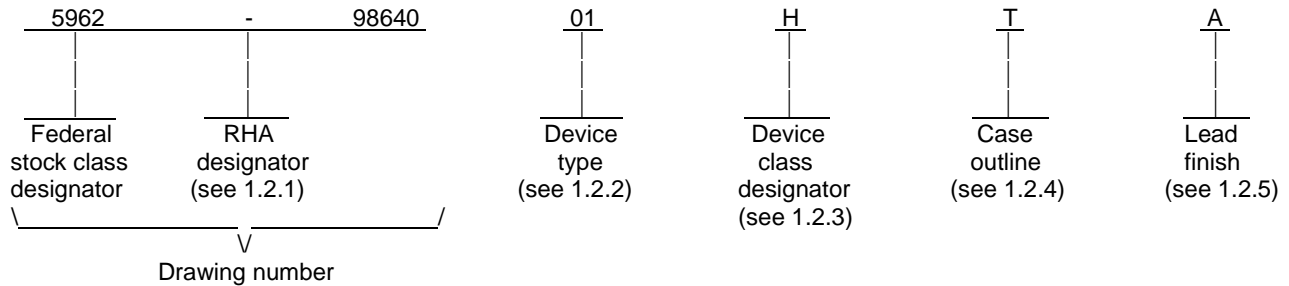 5962 - 98640 01 H T A
Federal RHA Device Device Case Lead
stock class designator type class outline finish
designator (see 1.2.1) (see 1.2.2) designator (see 1.2.4) (see 1.2.5)
(see 1.2.3)
Drawing number